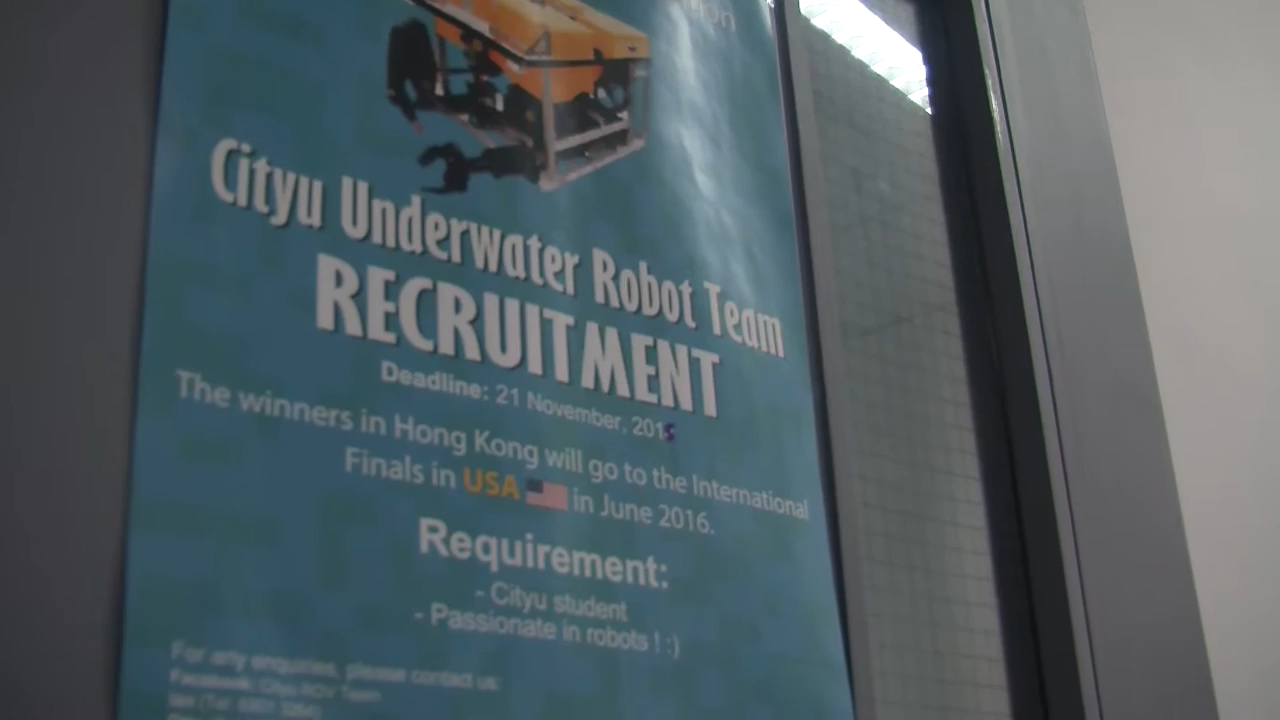 Cityu Underwater Robot Team
RECRUITMENT
Deadline: 21 November, 2015
The winners in Hong Kong will go to the International
Finals in USA in June 2016.
Requirement:
- Cityu student
- Passionate in robots ! :)
For any enquiries, please contact us:
Facebook: Cityu ROV Team
Ian (Tel: